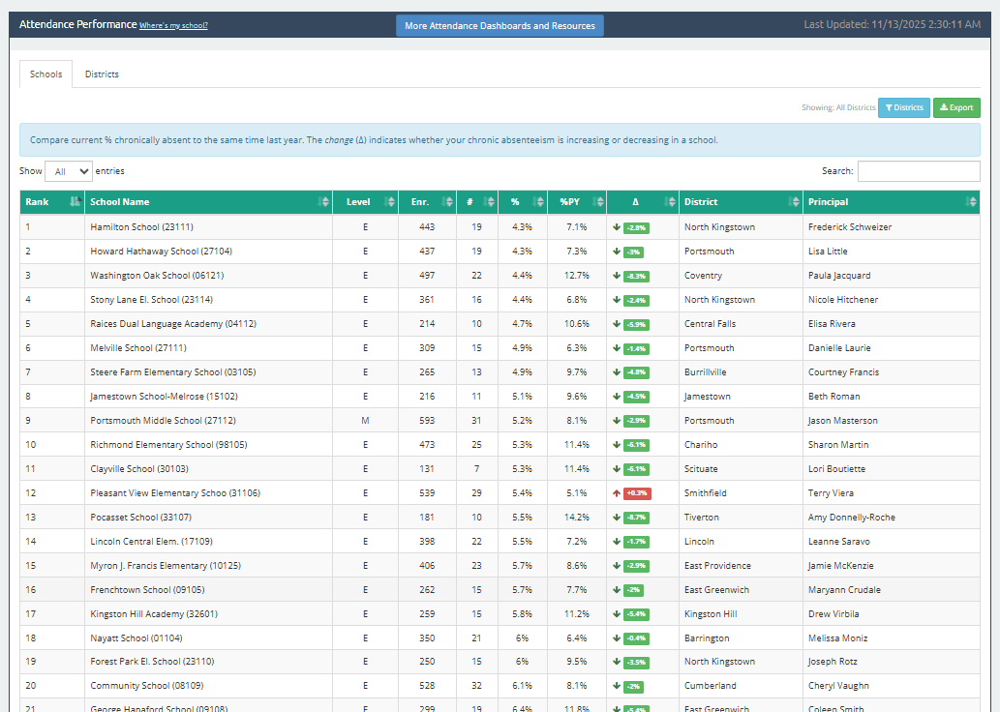 Attendance Performance Where's my school? More Attendance Dashboards and Resources Last Updated: 11/13/2025 2:30:11 AM
Schools Districts
Showing: All Districts Districts Export
Compare current % chronically absent to the same time last year. The change (Δ) indicates whether your chronic absenteeism is increasing or decreasing in a school.
Show All entries Search:
Rank School Name Level Enr. # % %PY Δ District Principal
1 Hamilton School (23111) E 443 19 4.3% 7.1% -2.8% North Kingstown Frederick Schweizer
2 Howard Hathaway School (27104) E 437 19 4.3% 7.3% -3% Portsmouth Lisa Little
3 Washington Oak School (06121) E 497 22 4.4% 12.7% -8.3% Coventry Paula Jacquard
4 Stony Lane El. School (23114) E 361 16 4.4% 6.8% -2.4% North Kingstown Nicole Hitchener
5 Raices Dual Language Academy (04112) E 214 10 4.7% 10.6% -5.9% Central Falls Elisa Rivera
6 Melville School (27111) E 309 15 4.9% 6.3% -1.4% Portsmouth Danielle Laurie
7 Steere Farm Elementary School (03105) E 265 13 4.9% 9.7% -4.8% Burrillville Courtney Francis
8 Jamestown School-Melrose (15102) E 216 11 5.1% 9.6% -4.5% Jamestown Beth Roman
9 Portsmouth Middle School (27112) M 593 31 5.2% 8.1% -2.9% Portsmouth Jason Masterson
10 Richmond Elementary School (98105) E 473 25 5.3% 11.4% -6.1% Chariho Sharon Martin
11 Clayville School (30103) E 131 7 5.3% 11.4% -6.1% Scituate Lori Boutiette
12 Pleasant View Elementary Schoo (31106) E 539 29 5.4% 5.1% +0.3% Smithfield Terry Viera
13 Pocasset School (33107) E 181 10 5.5% 14.2% -8.7% Tiverton Amy Donnelly-Roche
14 Lincoln Central Elem. (17109) E 398 22 5.5% 7.2% -1.7% Lincoln Leanne Saravo
15 Myron J. Francis Elementary (10125) E 406 23 5.7% 8.6% -2.9% East Providence Jamie McKenzie
16 Frenchtown School (09105) E 262 15 5.7% 7.7% -2% East Greenwich Maryann Crudale
17 Kingston Hill Academy (32601) E 259 15 5.8% 11.2% -5.4% Kingston Hill Drew Virbila
18 Nayatt School (01104) E 350 21 6% 6.4% -0.4% Barrington Melissa Moniz
19 Forest Park El. School (23110) E 250 15 6% 9.5% -3.5% North Kingstown Joseph Rotz
20 Community School (08109) E 528 32 6.1% 8.1% -2% Cumberland Cheryl Vaughn
21 George Hanaford School (09108) E 299 19 6.4% 11.8% -5.4% East Greenwich Coleen Smith